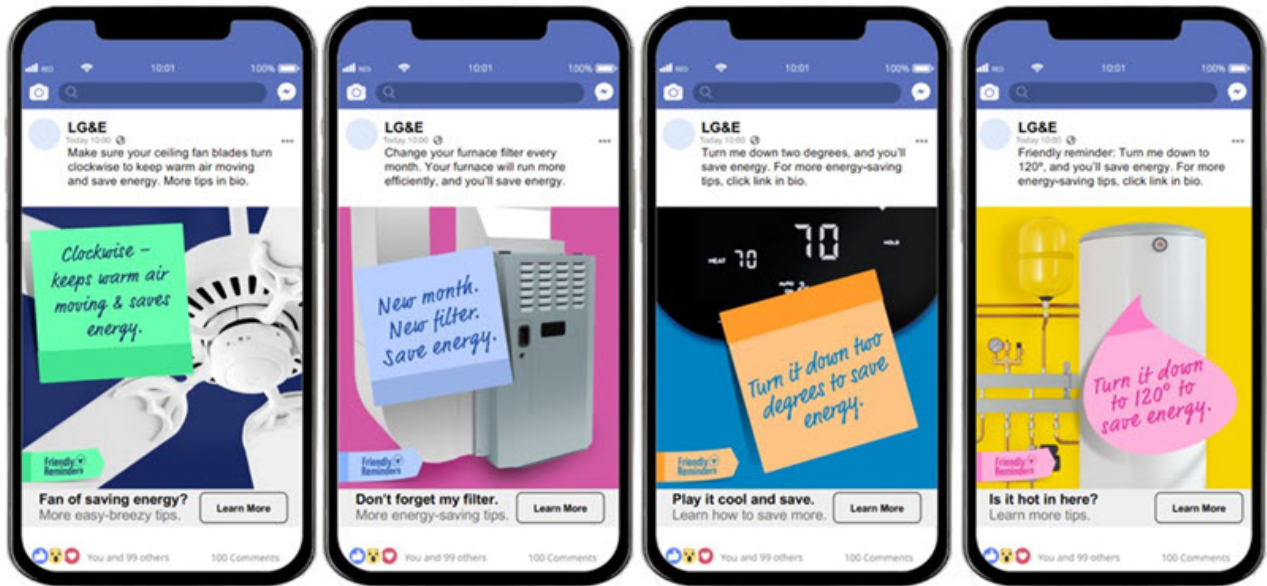 RED 10:01 100%
LG&E
Today 10:00
Make sure your ceiling fan blades turn
clockwise to keep warm air moving
and save energy. More tips in bio.
Clockwise –
keeps warm air
moving & saves
energy.
Friendly
Reminders
Fan of saving energy?
More easy-breezy tips.
Learn More
You and 99 others 100 Comments
RED 10:01 100%
LG&E
Today 10:00
Change your furnace filter every
month. Your furnace will run more
efficiently, and you'll save energy.
New month.
New filter.
Save energy.
Friendly
Reminders
Don't forget my filter.
More energy-saving tips.
Learn More
You and 99 others 100 Comments
RED 10:01 100%
LG&E
Today 10:00
Turn me down two degrees, and you'll
save energy. For more energy-saving
tips, click link in bio.
70
HEAT 70
HOLD
Turn it down two
degrees to save
energy.
Friendly
Reminders
Play it cool and save.
Learn how to save more.
Learn More
You and 99 others 100 Comments
RED 10:01 100%
LG&E
Today 10:00
Friendly reminder: Turn me down to
120º, and you'll save energy. For more
energy-saving tips, click link in bio.
Turn it down
to 120º to
save energy.
Friendly
Reminders
Is it hot in here?
Learn more tips.
Learn More
You and 99 others 100 Comments